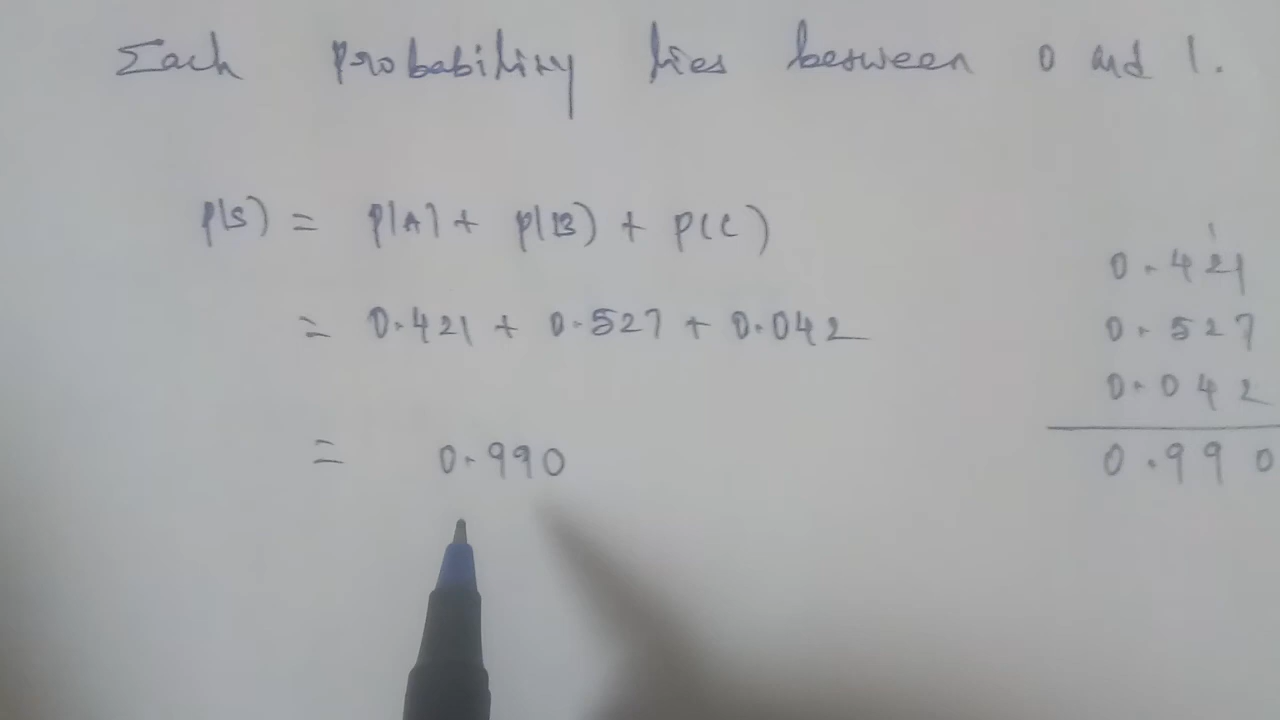 Each probability lies between 0 and 1.
P(S) = P(A) + P(B) + P(C)
= 0.421 + 0.527 + 0.042
= 0.990
1
0.421
0.527
0.042
0.990